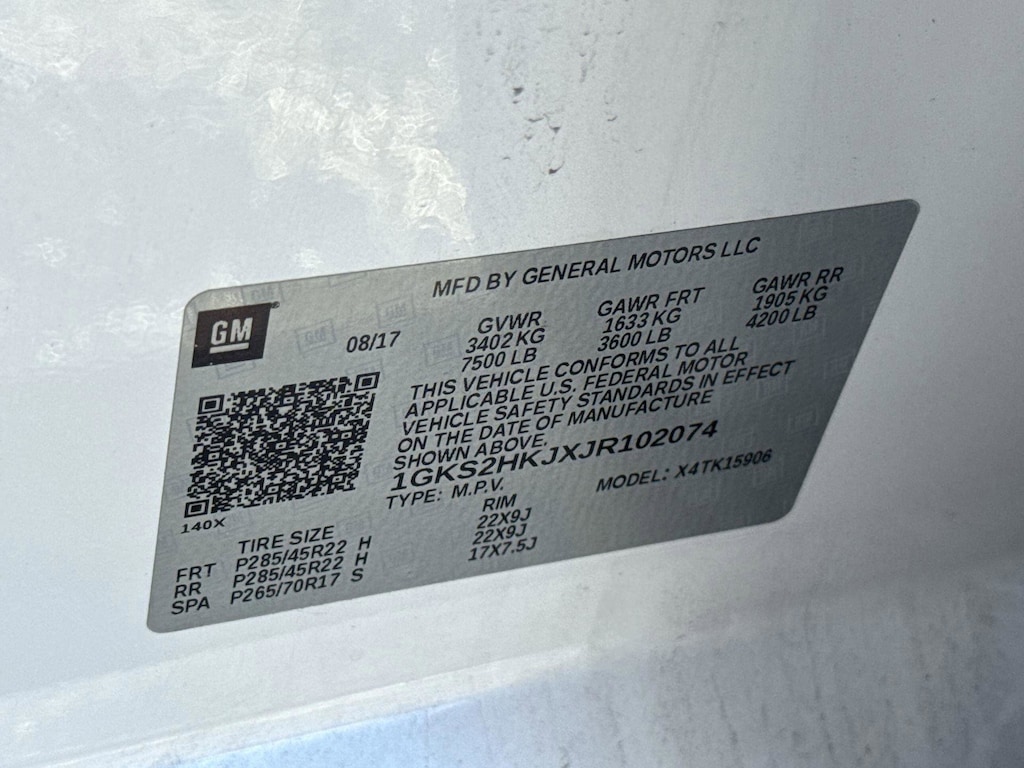 MFD BY GENERAL MOTORS LLC
GM
08/17
GVWR
3402 KG
7500 LB
GAWR FRT
1633 KG
3600 LB
GAWR RR
1905 KG
4200 LB
THIS VEHICLE CONFORMS TO ALL
APPLICABLE U.S. FEDERAL MOTOR
VEHICLE SAFETY STANDARDS IN EFFECT
ON THE DATE OF MANUFACTURE
SHOWN ABOVE.
1GKS2HKJXJR102074
TYPE: M.P.V.
MODEL: X4TK15906
140X
TIRE SIZE RIM
FRT P285/45R22 H 22X9J
RR P285/45R22 H 22X9J
SPA P265/70R17 S 17X7.5J